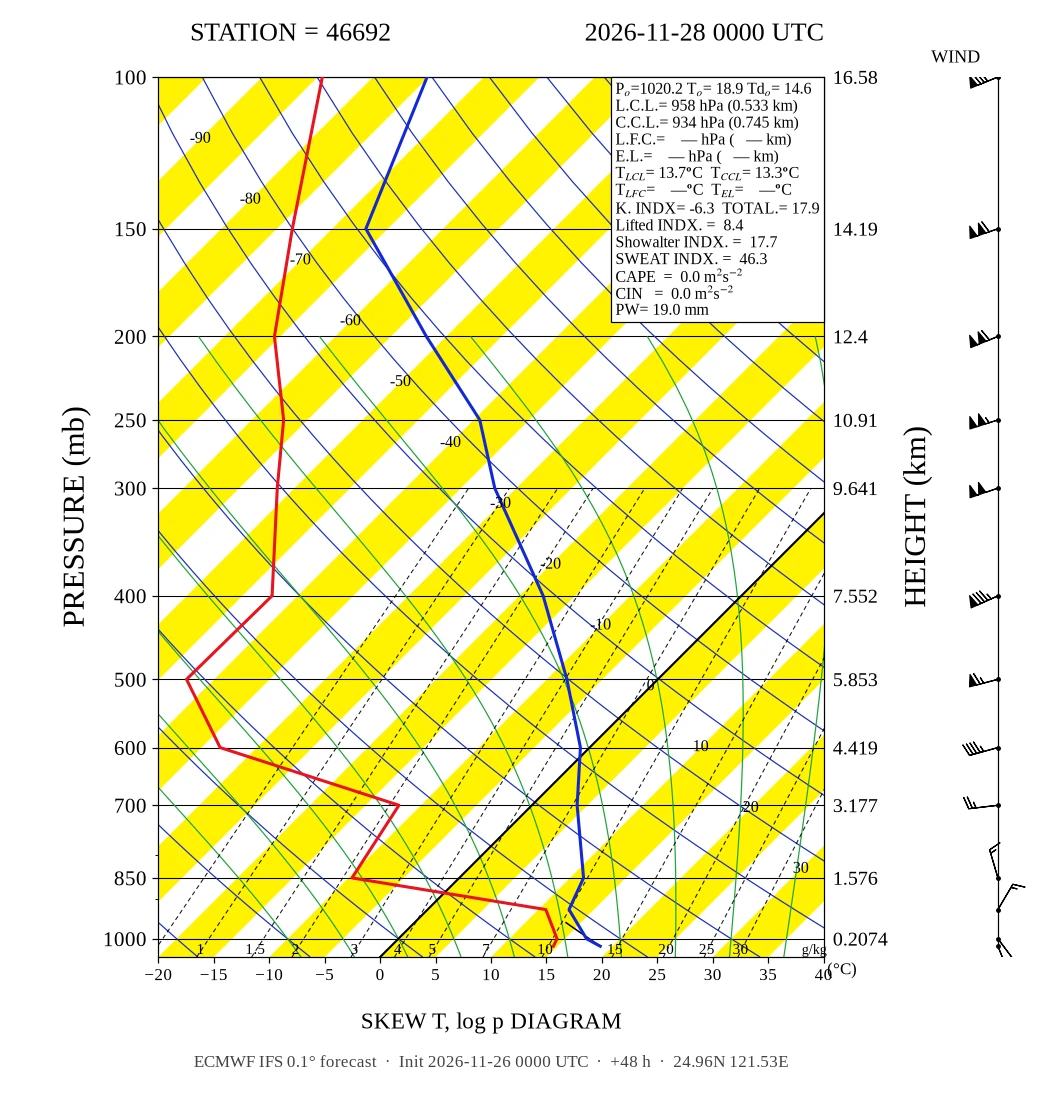 STATION = 46692
2026-11-28 0000 UTC
WIND
100
16.58
Pₒ=1020.2 Tₒ= 18.9 Tdₒ= 14.6
L.C.L.= 958 hPa (0.533 km)
C.C.L.= 934 hPa (0.745 km)
L.F.C.= — hPa ( — km)
E.L.= — hPa ( — km)
T_LCL= 13.7°C T_CCL= 13.3°C
T_LFC= —°C T_EL= —°C
K. INDX= -6.3 TOTAL.= 17.9
Lifted INDX. = 8.4
Showalter INDX. = 17.7
SWEAT INDX. = 46.3
CAPE = 0.0 m²s⁻²
CIN = 0.0 m²s⁻²
PW= 19.0 mm
-90
-80
150
14.19
-70
-60
200
12.4
-50
250
10.91
-40
300
9.641
-30
PRESSURE (mb)
HEIGHT (km)
-20
400
7.552
-10
500
5.853
0
600
4.419
10
700
3.177
20
30
850
1.576
1000
0.2074
1 1.5 2 3 4 5 7 10 15 20 25 30 g/kg
−20 −15 −10 −5 0 5 10 15 20 25 30 35 40 (°C)
SKEW T, log p DIAGRAM
ECMWF IFS 0.1° forecast · Init 2026-11-26 0000 UTC · +48 h · 24.96N 121.53E